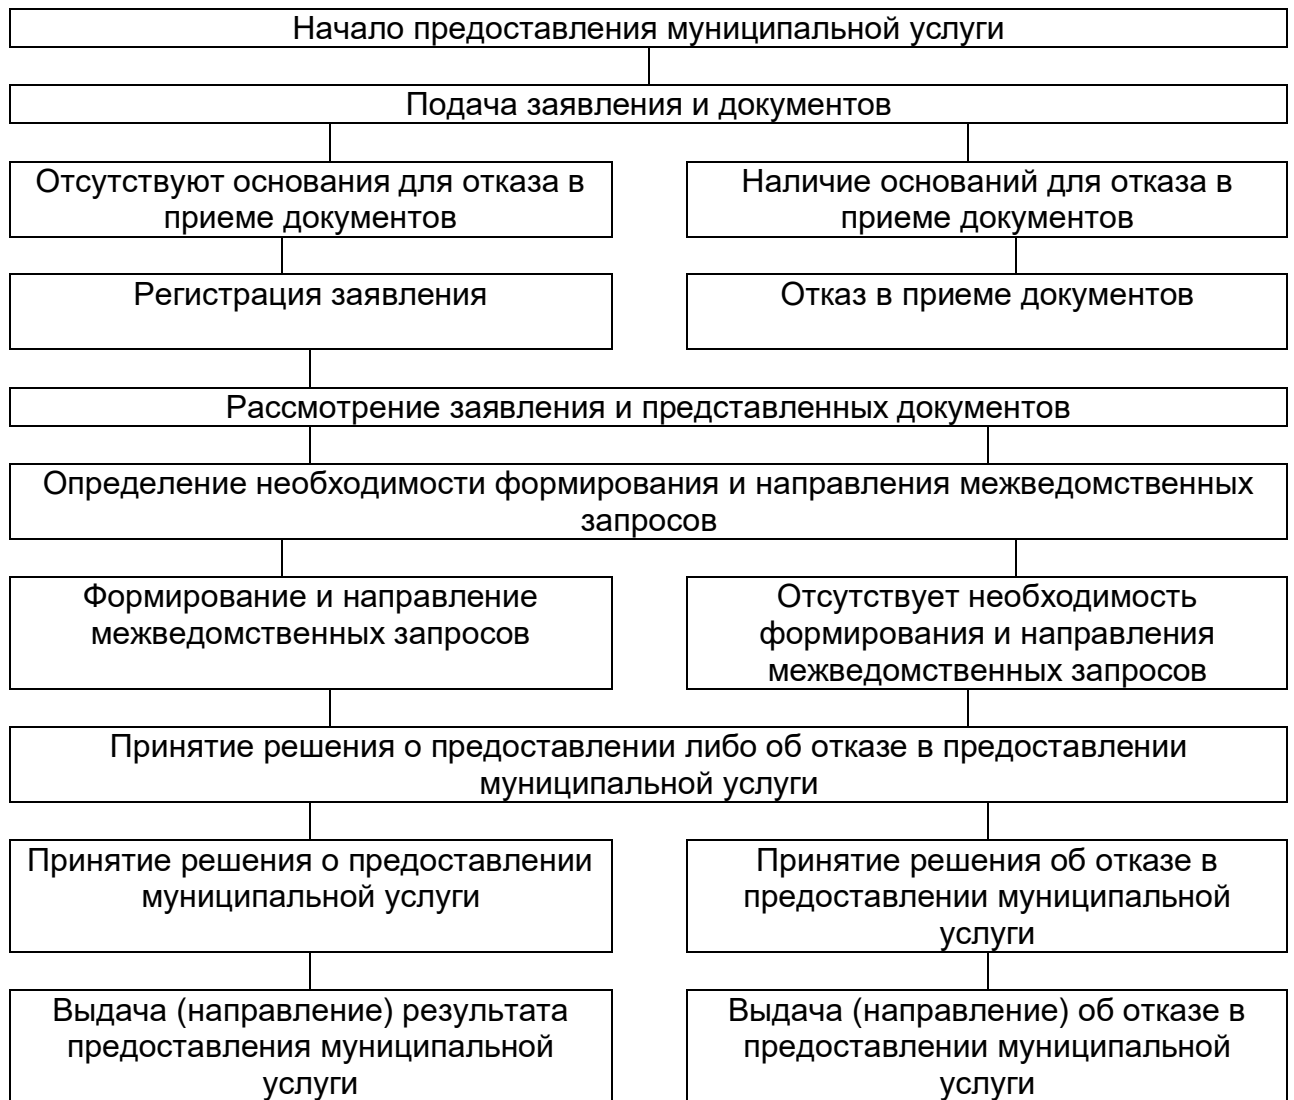 Начало предоставления муниципальной услуги
Подача заявления и документов
Отсутствуют основания для отказа в
приеме документов
Наличие оснований для отказа в
приеме документов
Регистрация заявления
Отказ в приеме документов
Рассмотрение заявления и представленных документов
Определение необходимости формирования и направления межведомственных
запросов
Формирование и направление
межведомственных запросов
Отсутствует необходимость
формирования и направления
межведомственных запросов
Принятие решения о предоставлении либо об отказе в предоставлении
муниципальной услуги
Принятие решения о предоставлении
муниципальной услуги
Принятие решения об отказе в
предоставлении муниципальной
услуги
Выдача (направление) результата
предоставления муниципальной
услуги
Выдача (направление) об отказе в
предоставлении муниципальной
услуги